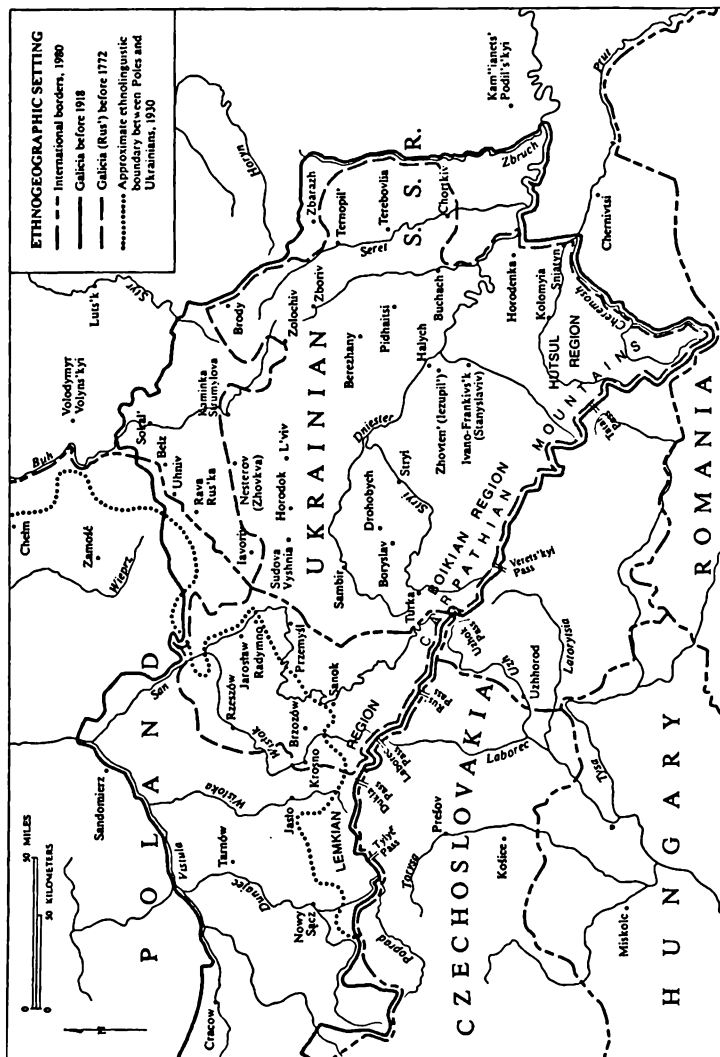 ETHNOGEOGRAPHIC SETTING
International borders, 1980
Galicia before 1918
Galicia (Rus') before 1772
Approximate ethnolinguistic
boundary between Poles and
Ukrainians, 1930
0 50 MILES
0 50 KILOMETERS
N
POLAND
UKRAINIAN
S. S. R.
CZECHOSLOVAKIA
HUNGARY
ROMANIA
CARPATHIAN MOUNTAINS
LEMKIAN REGION
BOIKIAN REGION
HUTSUL
REGION
Cracow
Sandomierz
Tarnów
Nowy
Sącz
Jasło
Krosno
Brzozów
Rzeszów
Jarosław
Radymno
Przemyśl
Sanok
Zamość
Chełm
Volodymyr
Volyns'kyi
Luts'k
Sokal'
Belz
Uhniv
Rava
Rus'ka
Nesterov
(Zhovkva)
Iavoriv
Horodok
L'viv
Sudova
Vyshnia
Sambir
Drohobych
Boryslav
Stryi
Turka
Kaminka
Strumylova
Brody
Zolochiv
Zboriv
Zbarazh
Ternopil'
Terebovlia
Chortkiv
Berezhany
Pidhaitsi
Buchach
Halych
Zhovten' (Iezupil')
Ivano-Frankivs'k
(Stanyslaviv)
Horodenka
Kolomyia
Sniatyn
Chernivtsi
Kam"ianets'
Podil's'kyi
Uzhhorod
Prešov
Košice
Miskolc
Vistula
Dunajec
Wisłoka
Wisłok
San
Wieprz
Buh
Styr
Horyn
Seret
Zbruch
Dniester
Stryi
Prut
Cheremosh
Poprad
Torysa
Laborec
Uzh
Latorytsia
Tysa
Tylyč
Pass
Dukla
Pass
Laborec
Pass
Rus'
Pass
Uzhok
Pass
Verets'kyi
Pass
Pass